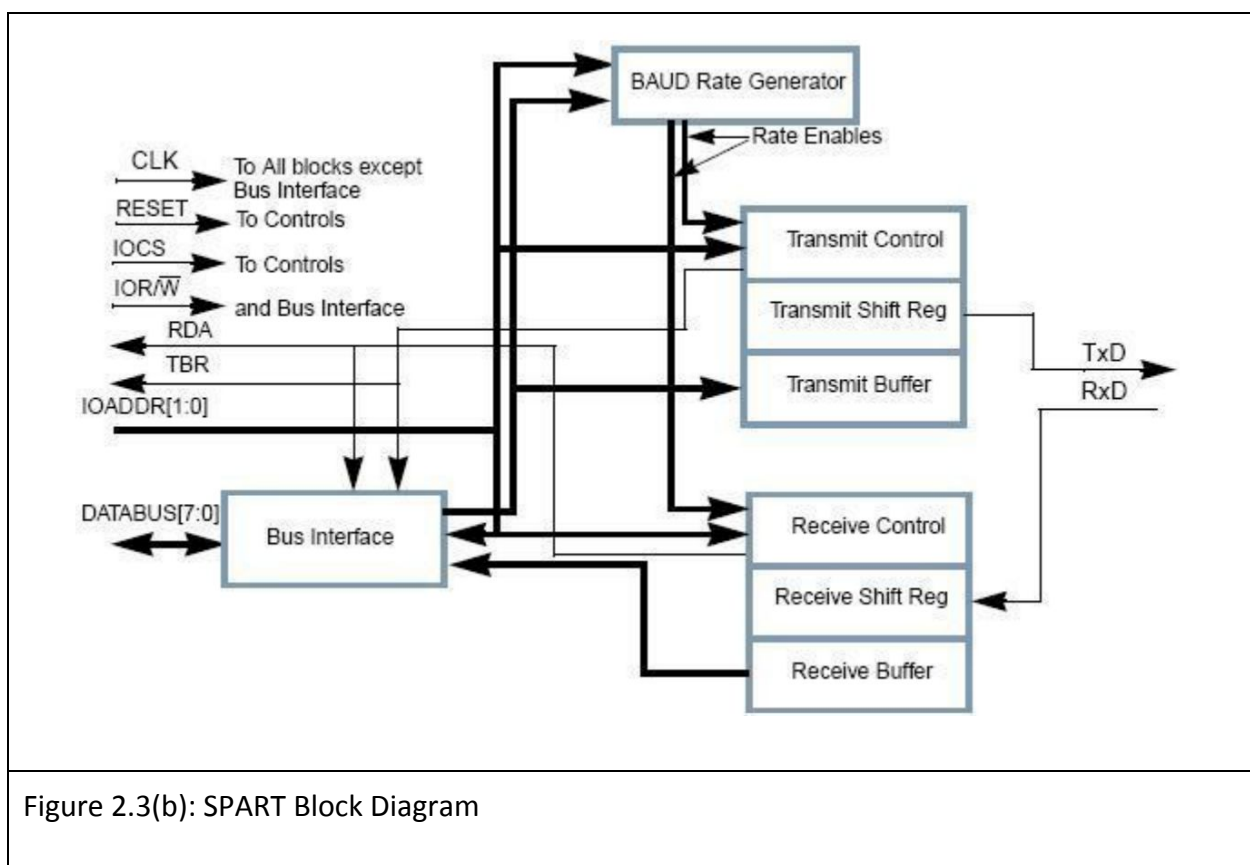 BAUD Rate Generator
Rate Enables
CLK
To All blocks except
Bus Interface
RESET
To Controls
IOCS
To Controls
IOR/W̅
and Bus Interface
RDA
TBR
IOADDR[1:0]
DATABUS[7:0]
Bus Interface
Transmit Control
Transmit Shift Reg
Transmit Buffer
TxD
RxD
Receive Control
Receive Shift Reg
Receive Buffer
Figure 2.3(b): SPART Block Diagram